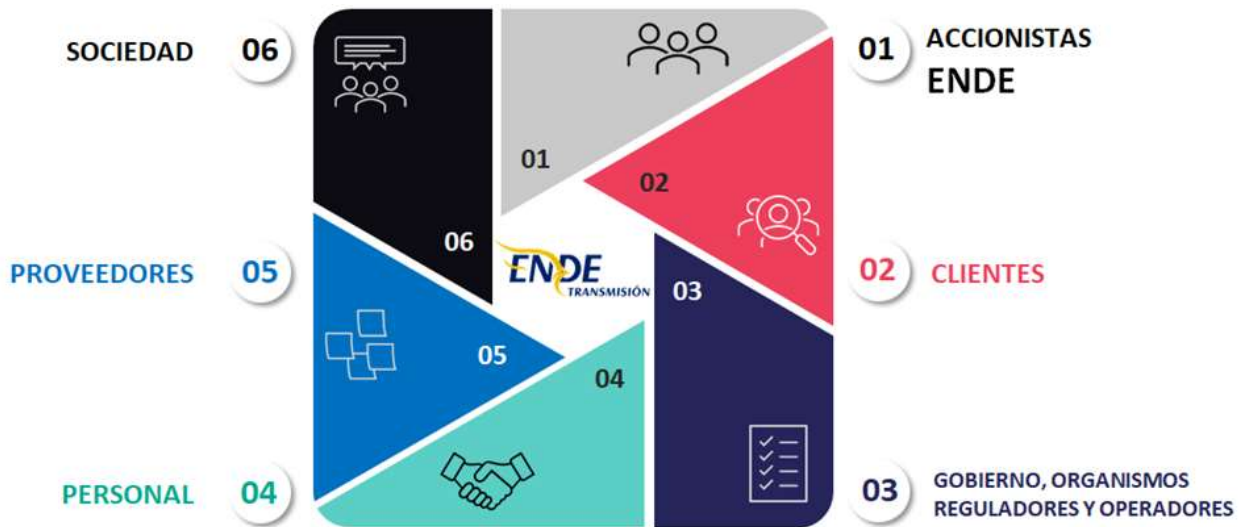 SOCIEDAD 06
01 ACCIONISTAS
ENDE
01
02
06
ENDE
TRANSMISIÓN
03
PROVEEDORES 05
02 CLIENTES
05
04
PERSONAL 04
03 GOBIERNO, ORGANISMOS
REGULADORES Y OPERADORES